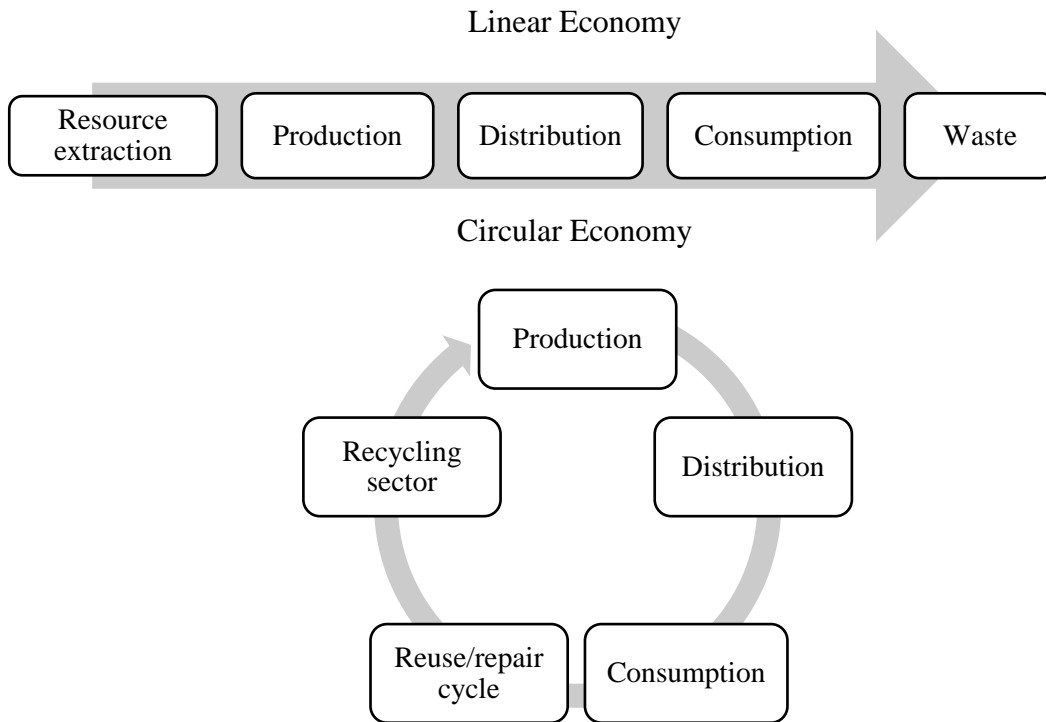 Linear Economy
Resource
extraction
Production
Distribution
Consumption
Waste
Circular Economy
Production
Distribution
Consumption
Reuse/repair
cycle
Recycling
sector